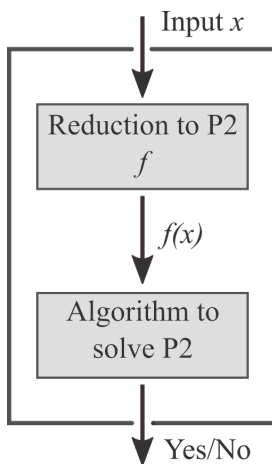 Input x
Reduction to P2
f
f(x)
Algorithm to
solve P2
Yes/No